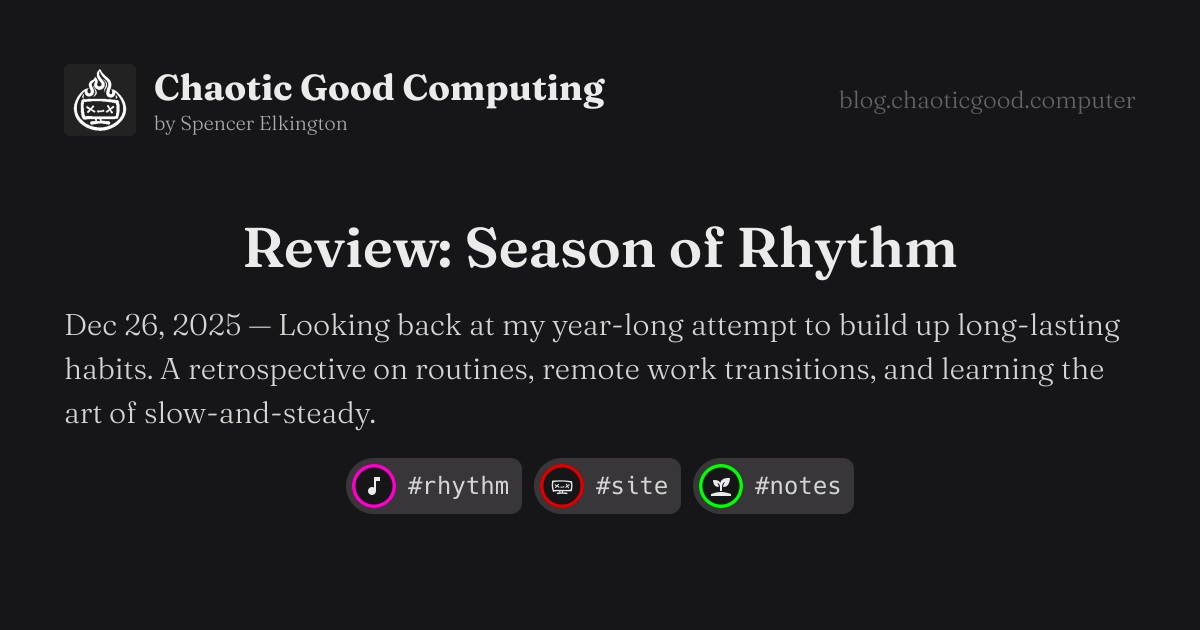 Chaotic Good Computing
by Spencer Elkington
blog.chaoticgood.computer
Review: Season of Rhythm
Dec 26, 2025 — Looking back at my year-long attempt to build up long-lasting
habits. A retrospective on routines, remote work transitions, and learning the
art of slow-and-steady.
#rhythm
#site
#notes